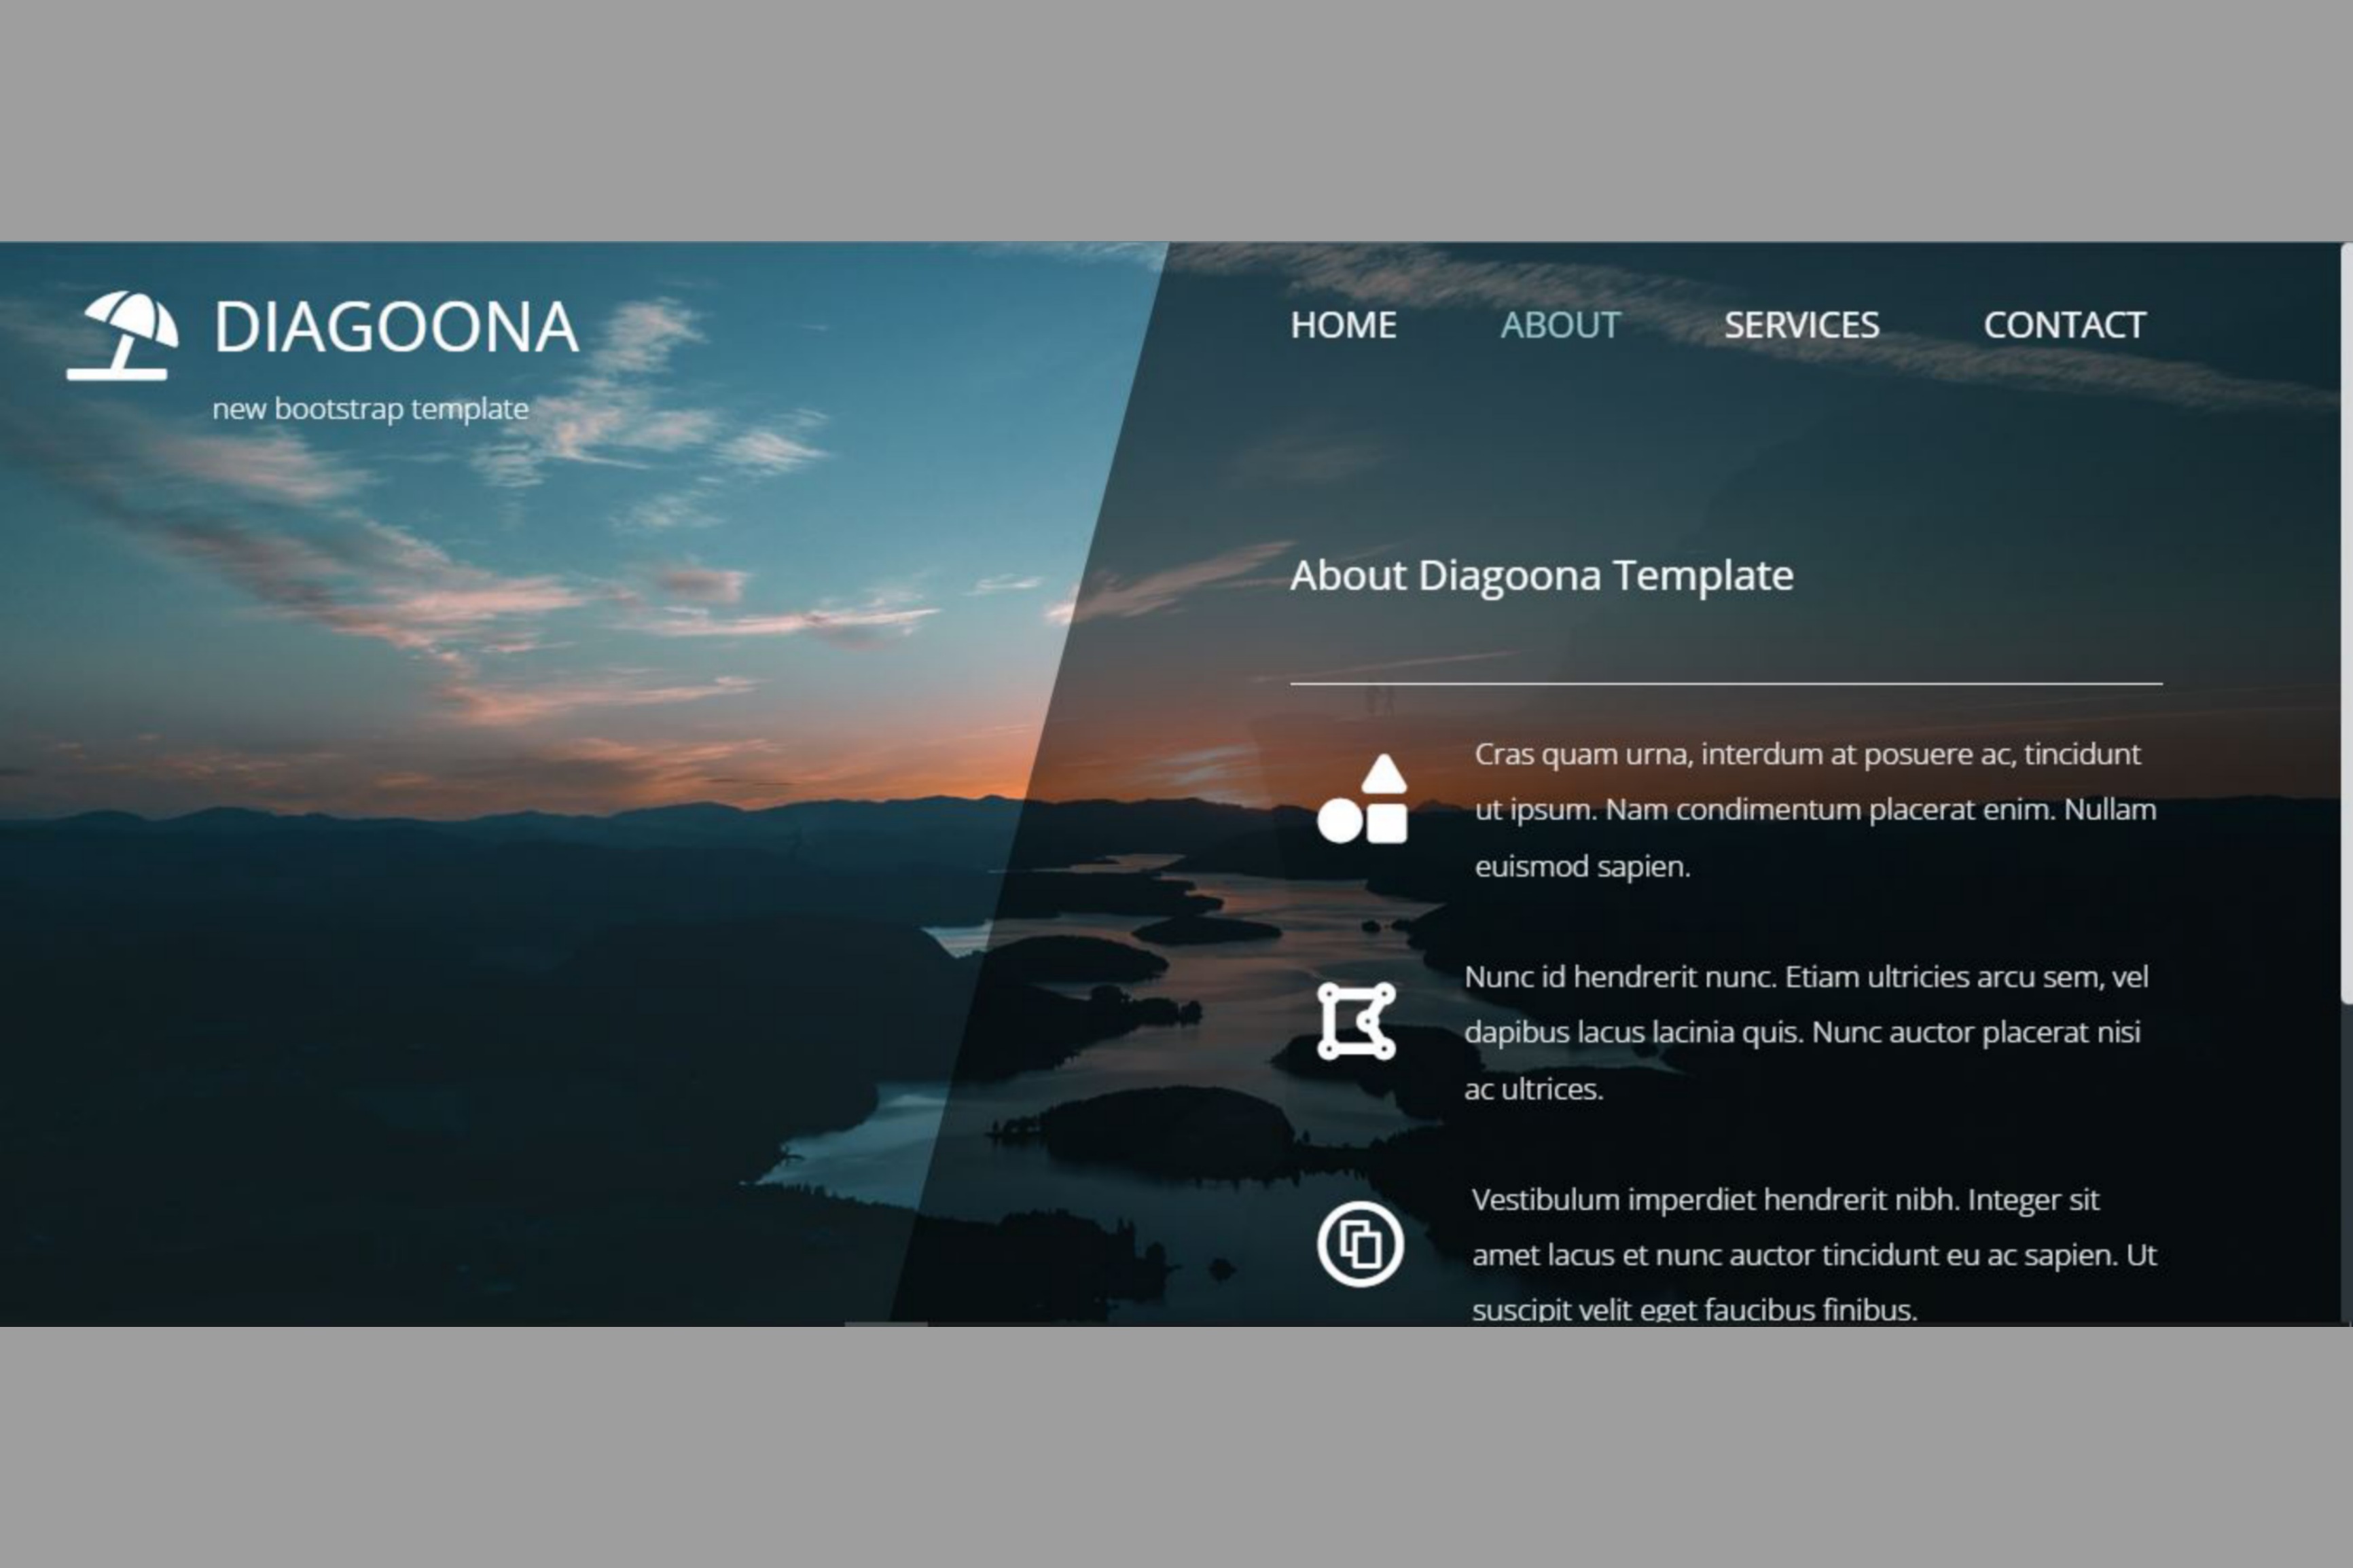 DIAGOONA
new bootstrap template
HOME ABOUT SERVICES CONTACT
About Diagoona Template
Cras quam urna, interdum at posuere ac, tincidunt
ut ipsum. Nam condimentum placerat enim. Nullam
euismod sapien.
Nunc id hendrerit nunc. Etiam ultricies arcu sem, vel
dapibus lacus lacinia quis. Nunc auctor placerat nisi
ac ultrices.
Vestibulum imperdiet hendrerit nibh. Integer sit
amet lacus et nunc auctor tincidunt eu ac sapien. Ut
suscipit velit eget faucibus finibus.